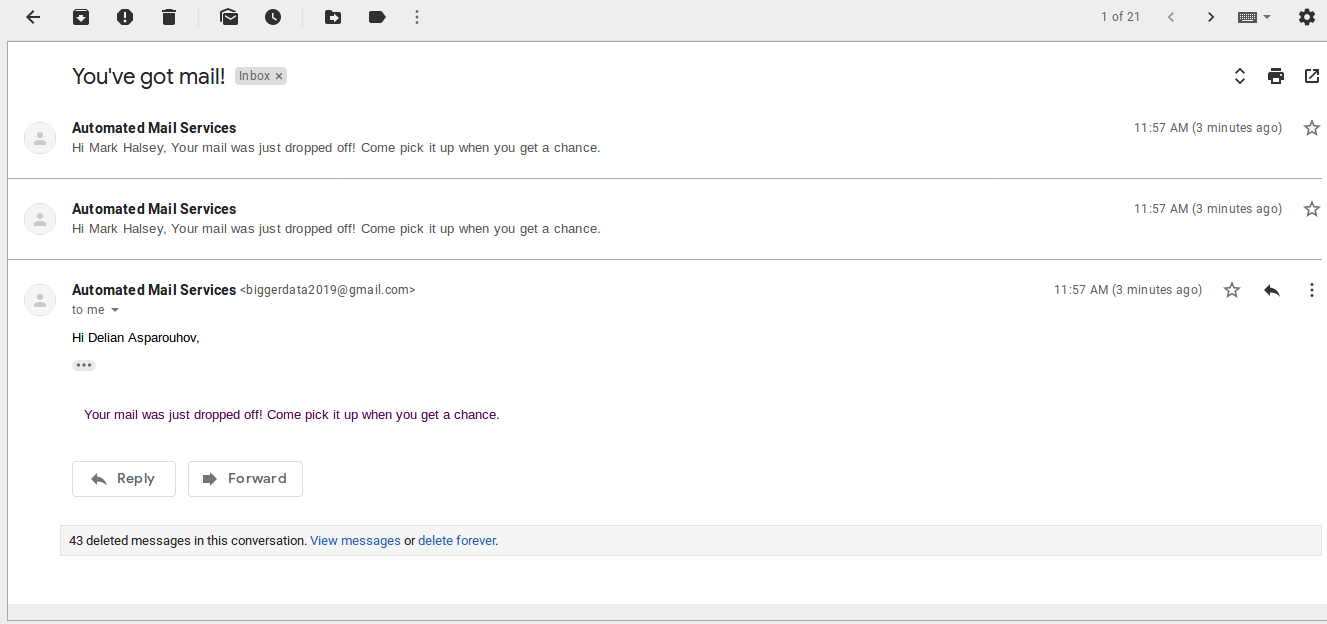 1 of 21
You've got mail! Inbox ×
Automated Mail Services 11:57 AM (3 minutes ago)
Hi Mark Halsey, Your mail was just dropped off! Come pick it up when you get a chance.
Automated Mail Services 11:57 AM (3 minutes ago)
Hi Mark Halsey, Your mail was just dropped off! Come pick it up when you get a chance.
Automated Mail Services <biggerdata2019@gmail.com> 11:57 AM (3 minutes ago)
to me
Hi Delian Asparouhov,
Your mail was just dropped off! Come pick it up when you get a chance.
Reply Forward
43 deleted messages in this conversation. View messages or delete forever.